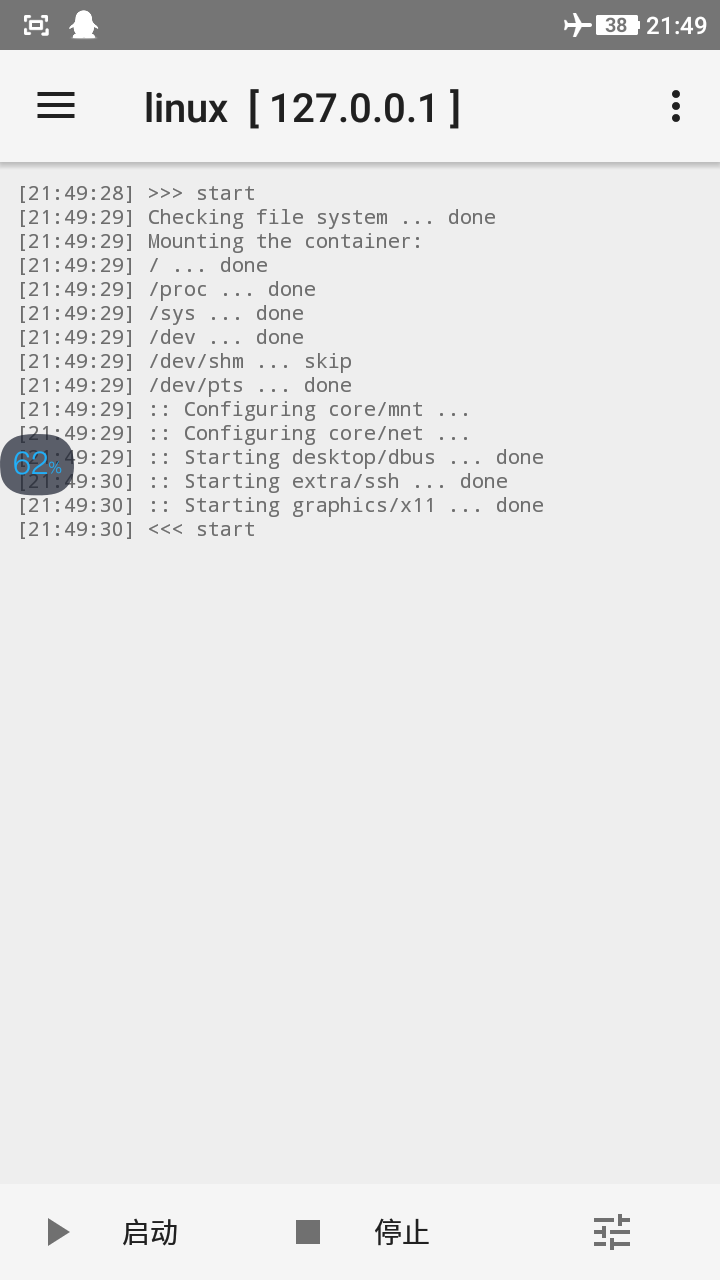 38 21:49
linux [ 127.0.0.1 ]
[21:49:28] >>> start
[21:49:29] Checking file system ... done
[21:49:29] Mounting the container:
[21:49:29] / ... done
[21:49:29] /proc ... done
[21:49:29] /sys ... done
[21:49:29] /dev ... done
[21:49:29] /dev/shm ... skip
[21:49:29] /dev/pts ... done
[21:49:29] :: Configuring core/mnt ...
[21:49:29] :: Configuring core/net ...
62%
[21:49:29] :: Starting desktop/dbus ... done
[21:49:30] :: Starting extra/ssh ... done
[21:49:30] :: Starting graphics/x11 ... done
[21:49:30] <<< start
启动 停止